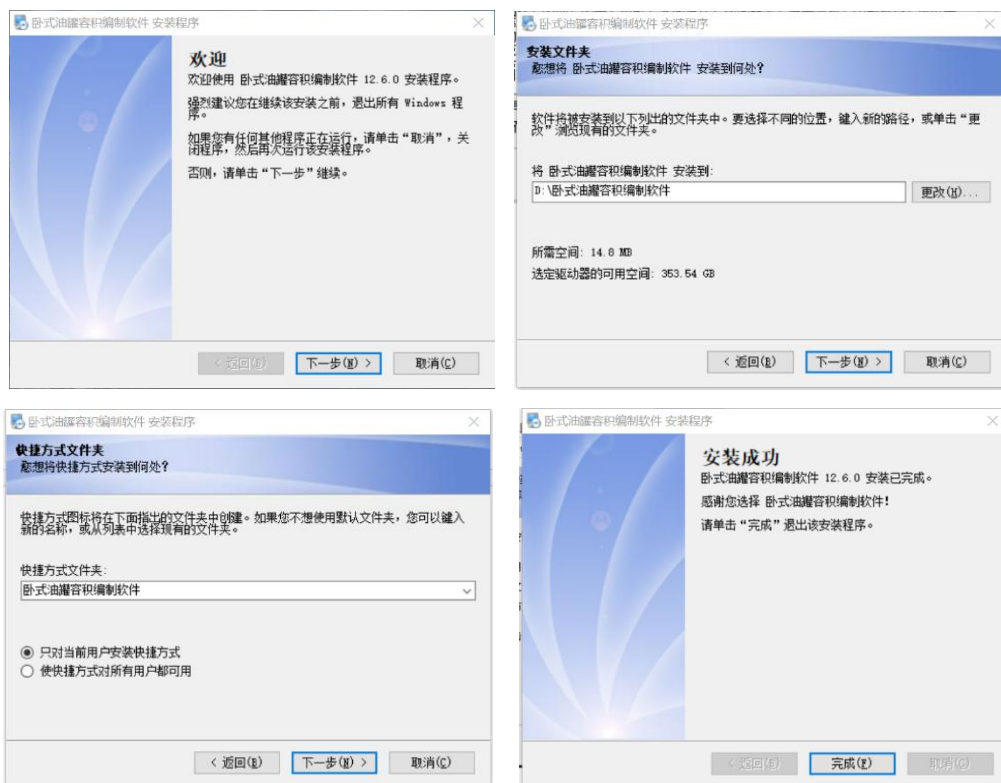 卧式油罐容积编制软件 安装程序
欢迎
欢迎使用 卧式油罐容积编制软件 12.6.0 安装程序。
强烈建议您在继续该安装之前，退出所有 Windows 程
序。
如果您有任何其他程序正在运行，请单击“取消”，关
闭程序，然后再次运行该安装程序。
否则，请单击“下一步”继续。
< 返回(B)
下一步(N) >
取消(C)
卧式油罐容积编制软件 安装程序
安装文件夹
您想将 卧式油罐容积编制软件 安装到何处?
软件将被安装到以下列出的文件夹中。要选择不同的位置，键入新的路径，或单击“更
改”浏览现有的文件夹。
将 卧式油罐容积编制软件 安装到:
D:\卧式油罐容积编制软件
更改(H)...
所需空间: 14.8 MB
选定驱动器的可用空间: 353.54 GB
< 返回(B)
下一步(N) >
取消(C)
卧式油罐容积编制软件 安装程序
快捷方式文件夹
您想将快捷方式安装到何处?
快捷方式图标将在下面指出的文件夹中创建。如果您不想使用默认文件夹，您可以键入
新的名称，或从列表中选择现有的文件夹。
快捷方式文件夹:
卧式油罐容积编制软件
只对当前用户安装快捷方式
使快捷方式对所有用户都可用
< 返回(B)
下一步(N) >
取消(C)
卧式油罐容积编制软件 安装程序
安装成功
卧式油罐容积编制软件 12.6.0 安装已完成。
感谢您选择 卧式油罐容积编制软件!
请单击“完成”退出该安装程序。
< 返回(B)
完成(F)
取消(C)